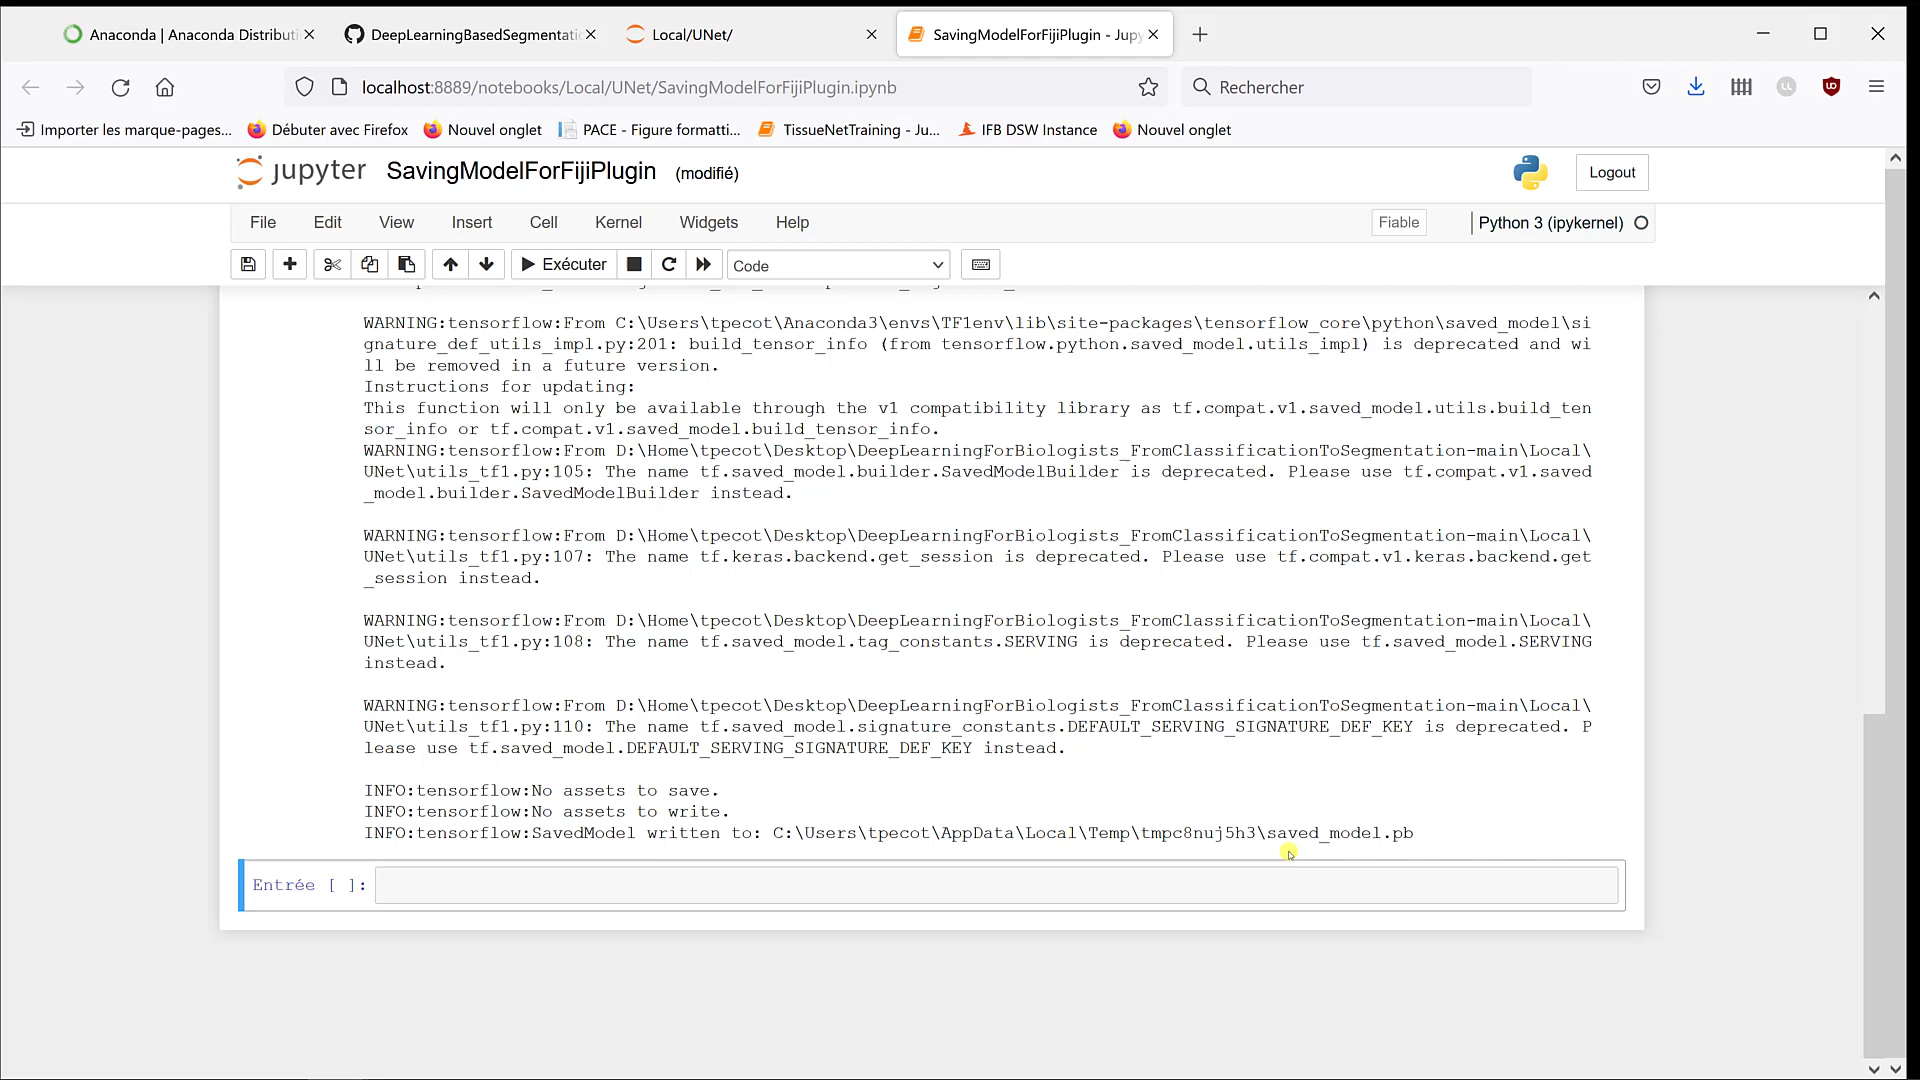 Anaconda | Anaconda Distributi
DeepLearningBasedSegmentatio
Local/UNet/
SavingModelForFijiPlugin - Jupy
localhost:8889/notebooks/Local/UNet/SavingModelForFijiPlugin.ipynb
Rechercher
Importer les marque-pages...
Débuter avec Firefox
Nouvel onglet
PACE - Figure formatti...
TissueNetTraining - Ju...
IFB DSW Instance
Nouvel onglet
jupyter
SavingModelForFijiPlugin
(modifié)
Logout
File
Edit
View
Insert
Cell
Kernel
Widgets
Help
Fiable
Python 3 (ipykernel)
Exécuter
Code
WARNING:tensorflow:From C:\Users\tpecot\Anaconda3\envs\TF1env\lib\site-packages\tensorflow_core\python\saved_model\si
gnature_def_utils_impl.py:201: build_tensor_info (from tensorflow.python.saved_model.utils_impl) is deprecated and wi
ll be removed in a future version.
Instructions for updating:
This function will only be available through the v1 compatibility library as tf.compat.v1.saved_model.utils.build_ten
sor_info or tf.compat.v1.saved_model.build_tensor_info.
WARNING:tensorflow:From D:\Home\tpecot\Desktop\DeepLearningForBiologists_FromClassificationToSegmentation-main\Local\
UNet\utils_tf1.py:105: The name tf.saved_model.builder.SavedModelBuilder is deprecated. Please use tf.compat.v1.saved
_model.builder.SavedModelBuilder instead.
WARNING:tensorflow:From D:\Home\tpecot\Desktop\DeepLearningForBiologists_FromClassificationToSegmentation-main\Local\
UNet\utils_tf1.py:107: The name tf.keras.backend.get_session is deprecated. Please use tf.compat.v1.keras.backend.get
_session instead.
WARNING:tensorflow:From D:\Home\tpecot\Desktop\DeepLearningForBiologists_FromClassificationToSegmentation-main\Local\
UNet\utils_tf1.py:108: The name tf.saved_model.tag_constants.SERVING is deprecated. Please use tf.saved_model.SERVING
instead.
WARNING:tensorflow:From D:\Home\tpecot\Desktop\DeepLearningForBiologists_FromClassificationToSegmentation-main\Local\
UNet\utils_tf1.py:110: The name tf.saved_model.signature_constants.DEFAULT_SERVING_SIGNATURE_DEF_KEY is deprecated. P
lease use tf.saved_model.DEFAULT_SERVING_SIGNATURE_DEF_KEY instead.
INFO:tensorflow:No assets to save.
INFO:tensorflow:No assets to write.
INFO:tensorflow:SavedModel written to: C:\Users\tpecot\AppData\Local\Temp\tmpc8nuj5h3\saved_model.pb
Entrée [ ]: